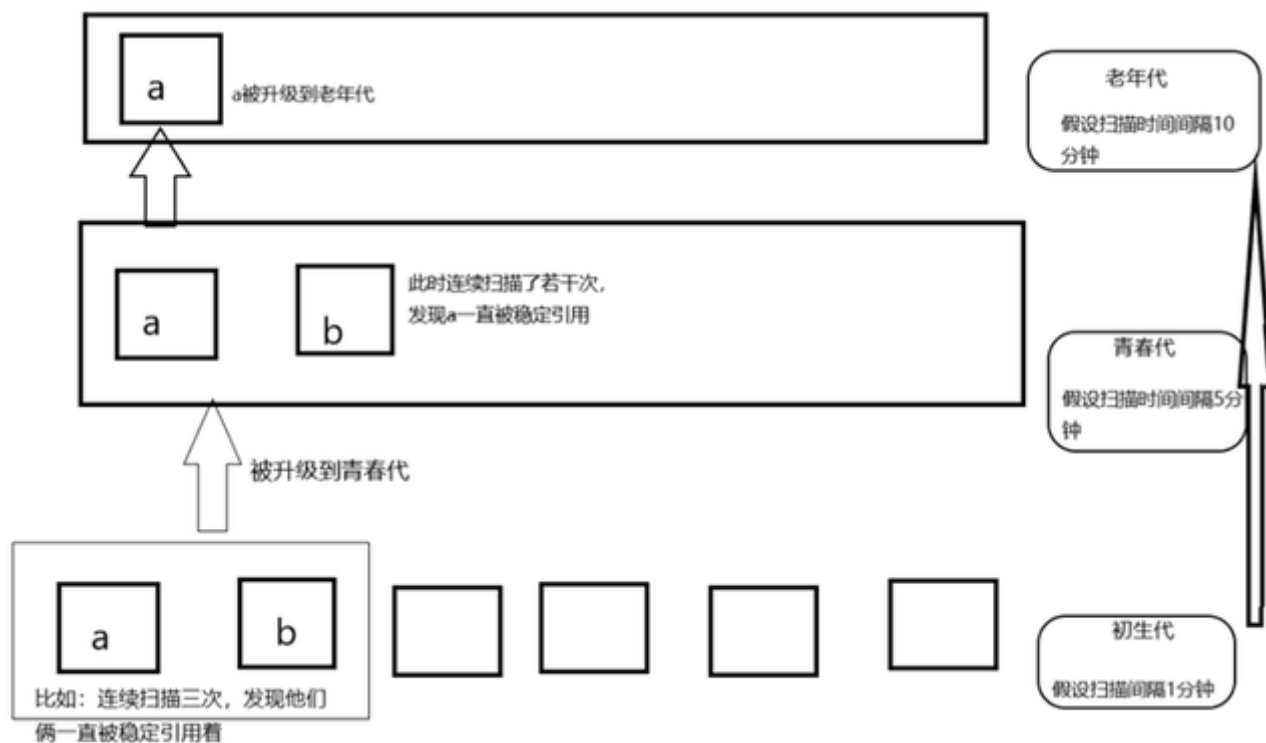 a
a被升级到老年代
老年代
假设扫描时间间隔10
分钟
a
b
此时连续扫描了若干次，
发现a一直被稳定引用
青春代
假设扫描时间间隔5分
钟
被升级到青春代
a
b
比如：连续扫描三次，发现他们
俩一直被稳定引用着
初生代
假设扫描间隔1分钟